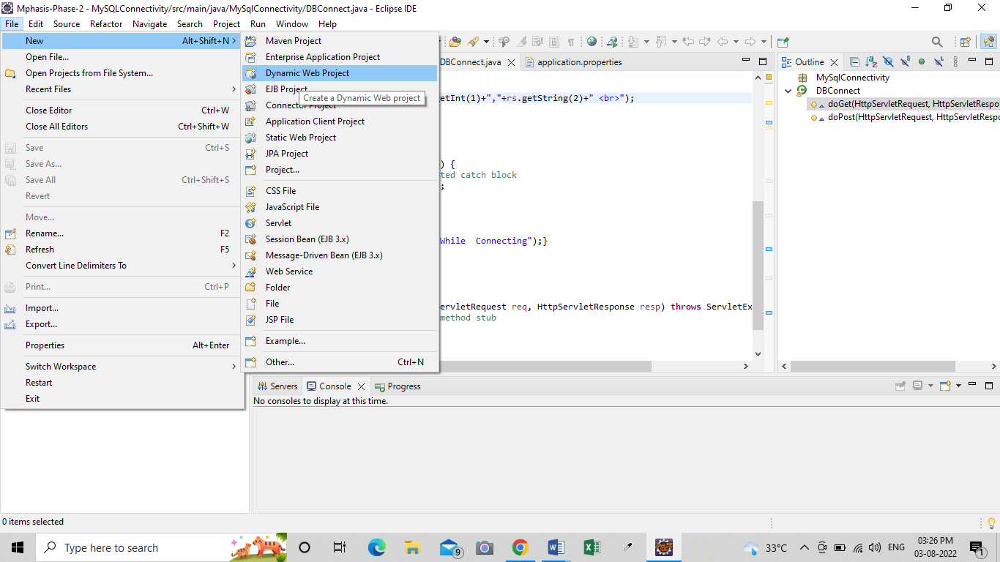 Mphasis-Phase-2 - MySQLConnectivity/src/main/java/MySqlConnectivity/DBConnect.java - Eclipse IDE
File Edit Source Refactor Navigate Search Project Run Window Help
New Alt+Shift+N
Open File...
Open Projects from File System...
Recent Files
Close Editor Ctrl+W
Close All Editors Ctrl+Shift+W
Save Ctrl+S
Save As...
Save All Ctrl+Shift+S
Revert
Move...
Rename... F2
Refresh F5
Convert Line Delimiters To
Print... Ctrl+P
Import...
Export...
Properties Alt+Enter
Switch Workspace
Restart
Exit
Maven Project
Enterprise Application Project
Dynamic Web Project
EJB Project
Create a Dynamic Web project
Connector Project
Application Client Project
Static Web Project
JPA Project
Project...
CSS File
JavaScript File
Servlet
Session Bean (EJB 3.x)
Message-Driven Bean (EJB 3.x)
Web Service
Folder
File
JSP File
Example...
Other... Ctrl+N
DBConnect.java application.properties
etInt(1)+","+rs.getString(2)+" <br>");
) {
ted catch block
;
While  Connecting");}
ervletRequest req, HttpServletResponse resp) throws ServletEx
method stub
Outline
MySqlConnectivity
DBConnect
doGet(HttpServletRequest, HttpServletRespo
doPost(HttpServletRequest, HttpServletRespo
Servers Console Progress
No consoles to display at this time.
0 items selected
Type here to search
9
33°C
ENG
03:26 PM
03-08-2022
1